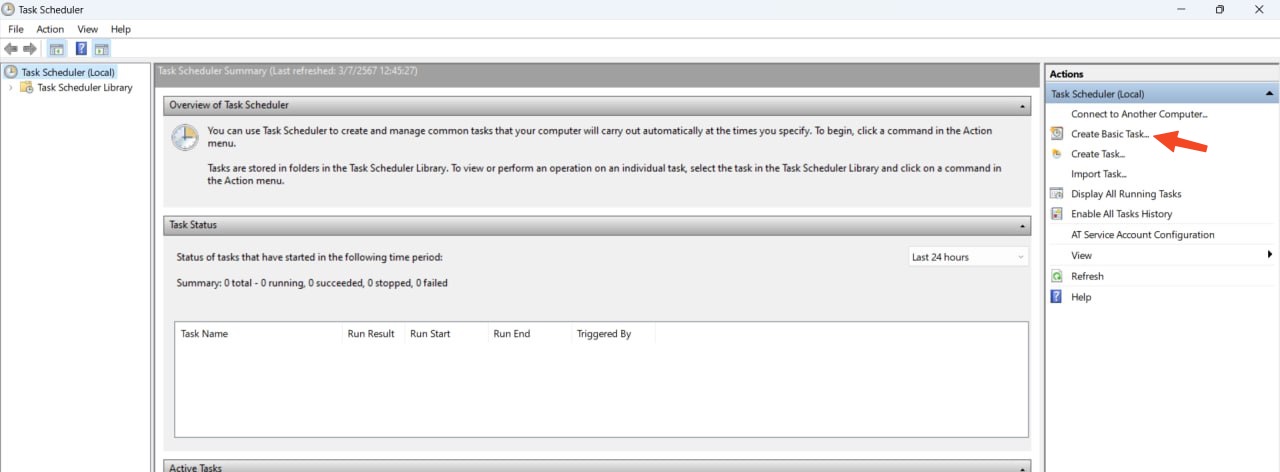 Task Scheduler
File Action View Help
Task Scheduler (Local)
Task Scheduler Library
Task Scheduler Summary (Last refreshed: 3/7/2567 12:45:27)
Overview of Task Scheduler
You can use Task Scheduler to create and manage common tasks that your computer will carry out automatically at the times you specify. To begin, click a command in the Action
menu.
Tasks are stored in folders in the Task Scheduler Library. To view or perform an operation on an individual task, select the task in the Task Scheduler Library and click on a command in
the Action menu.
Task Status
Status of tasks that have started in the following time period:
Last 24 hours
Summary: 0 total - 0 running, 0 succeeded, 0 stopped, 0 failed
Task Name Run Result Run Start Run End Triggered By
Active Tasks
Actions
Task Scheduler (Local)
Connect to Another Computer...
Create Basic Task...
Create Task...
Import Task...
Display All Running Tasks
Enable All Tasks History
AT Service Account Configuration
View
Refresh
Help